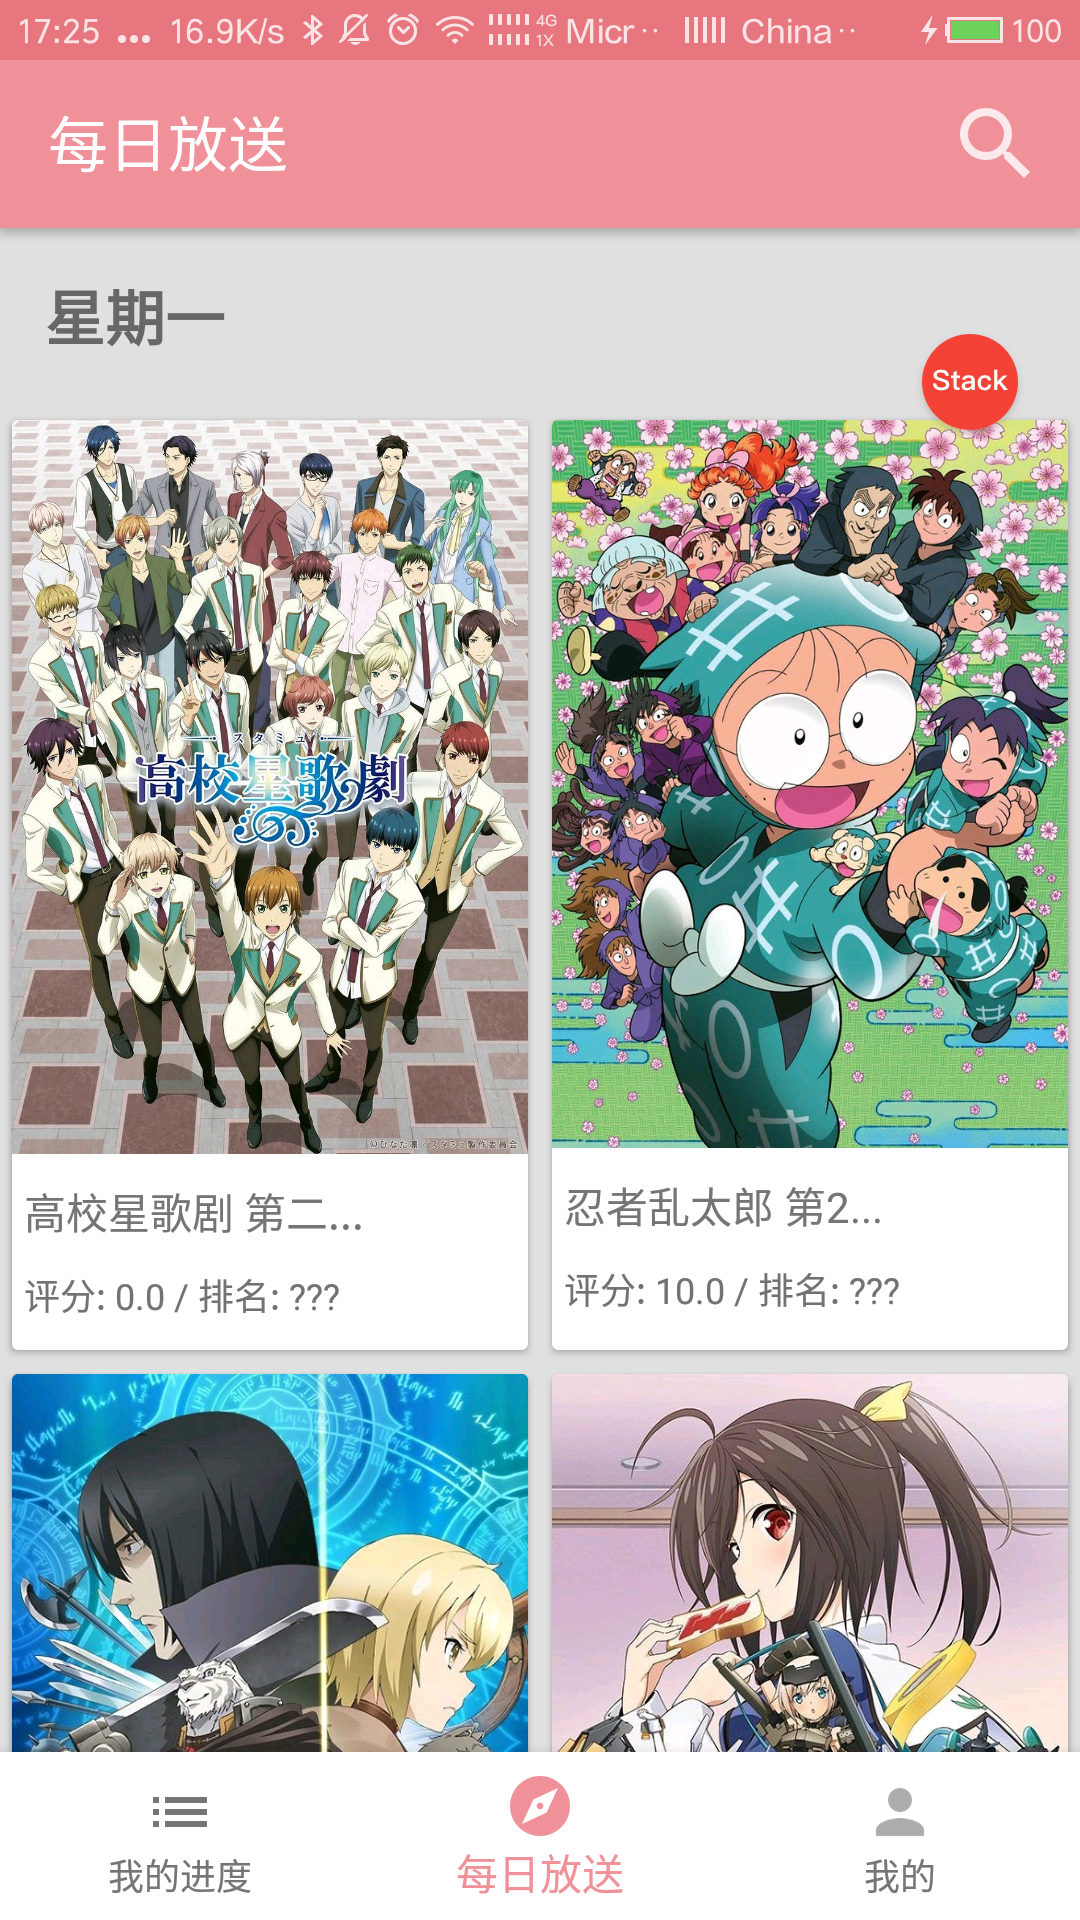 17:25 ... 16.9K/s 4G 1X Micr·· China·· 100
每日放送
星期一
Stack
スタミュ
高校星歌劇
©ひなた凛/スタミュ製作委員会
高校星歌剧 第二...
评分: 0.0 / 排名: ???
忍者乱太郎 第2...
评分: 10.0 / 排名: ???
我的进度
每日放送
我的